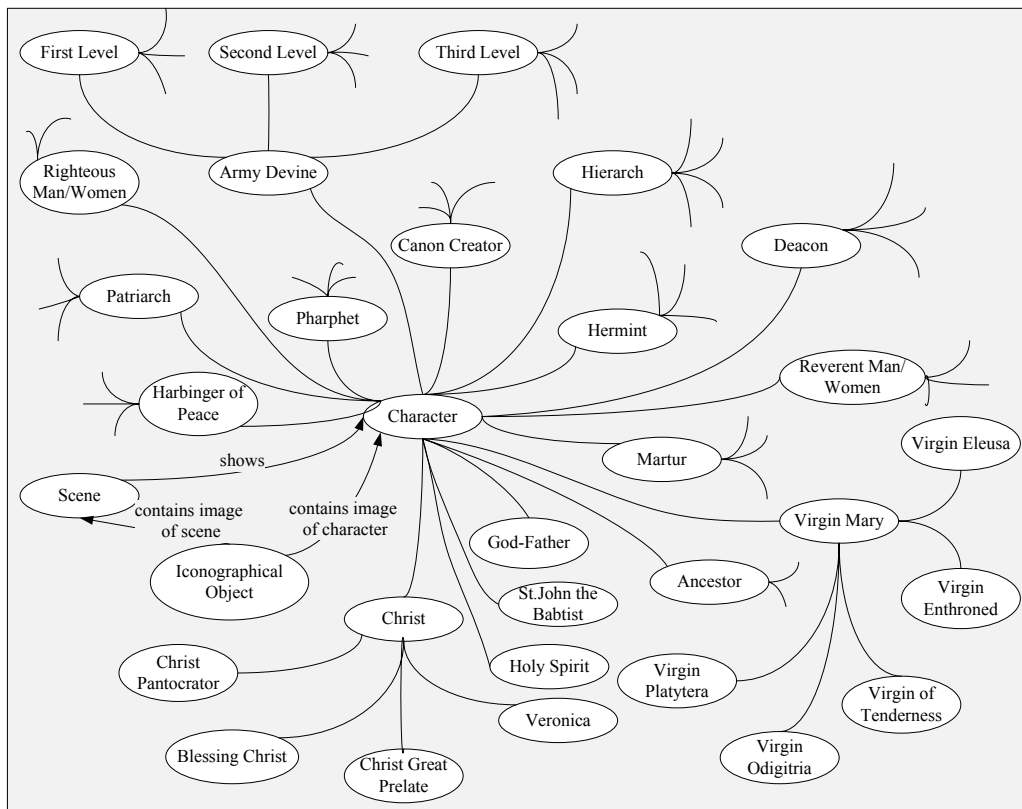 First Level
Second Level
Third Level
Righteous
Man/Women
Army Devine
Hierarch
Canon Creator
Deacon
Patriarch
Pharphet
Hermint
Reverent Man/
Women
Harbinger of
Peace
Character
Virgin Eleusa
shows
Martur
Scene
contains image
of scene
contains image
of character
Virgin Mary
God-Father
Iconographical
Object
Ancestor
St.John the
Babtist
Virgin
Enthroned
Christ
Christ
Pantocrator
Holy Spirit
Virgin
Platytera
Virgin of
Tenderness
Veronica
Blessing Christ
Christ Great
Prelate
Virgin
Odigitria